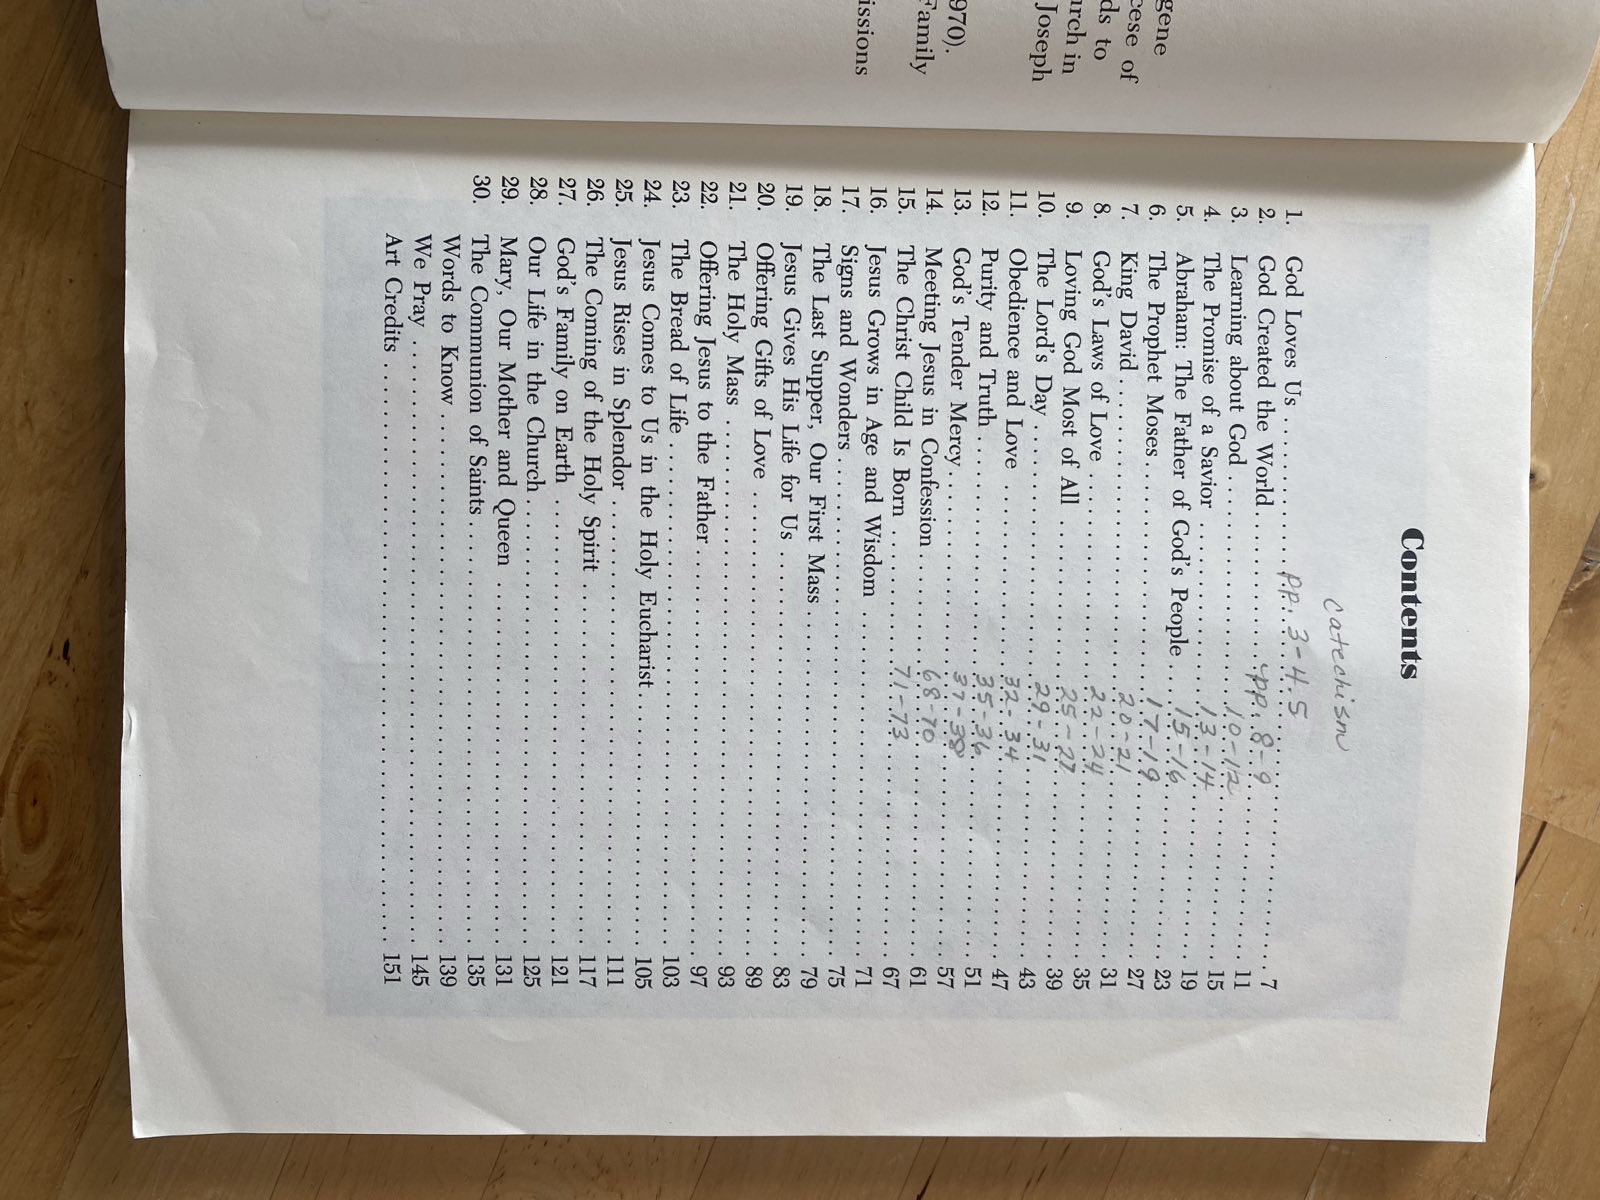 gene
cese of
ds to
urch in
Joseph
970).
Family
issions
Contents
Catechism
1. God Loves Us . . . . . pp. 3-4.5 . . . . . 7
2. God Created the World . . . . . pp. 8-9 . . . . . 11
3. Learning about God . . . . . 10-12 . . . . . 15
4. The Promise of a Savior . . . . . 13-14 . . . . . 19
5. Abraham: The Father of God's People . . . . . 15-16 . . . . . 23
6. The Prophet Moses . . . . . 17-19 . . . . . 27
7. King David . . . . . 20-21 . . . . . 31
8. God's Laws of Love . . . . . 22-24 . . . . . 35
9. Loving God Most of All . . . . . 25-27 . . . . . 39
10. The Lord's Day . . . . . 29-31 . . . . . 43
11. Obedience and Love . . . . . 32-34 . . . . . 47
12. Purity and Truth . . . . . 35-36 . . . . . 51
13. God's Tender Mercy . . . . . 37-38 . . . . . 57
14. Meeting Jesus in Confession . . . . . 68-70 . . . . . 61
15. The Christ Child Is Born . . . . . 71-73 . . . . . 67
16. Jesus Grows in Age and Wisdom . . . . . 71
17. Signs and Wonders . . . . . 75
18. The Last Supper, Our First Mass . . . . . 79
19. Jesus Gives His Life for Us . . . . . 83
20. Offering Gifts of Love . . . . . 89
21. The Holy Mass . . . . . 93
22. Offering Jesus to the Father . . . . . 97
23. The Bread of Life . . . . . 103
24. Jesus Comes to Us in the Holy Eucharist . . . . . 105
25. Jesus Rises in Splendor . . . . . 111
26. The Coming of the Holy Spirit . . . . . 117
27. God's Family on Earth . . . . . 121
28. Our Life in the Church . . . . . 125
29. Mary, Our Mother and Queen . . . . . 131
30. The Communion of Saints . . . . . 135
Words to Know . . . . . 139
We Pray . . . . . 145
Art Credits . . . . . 151